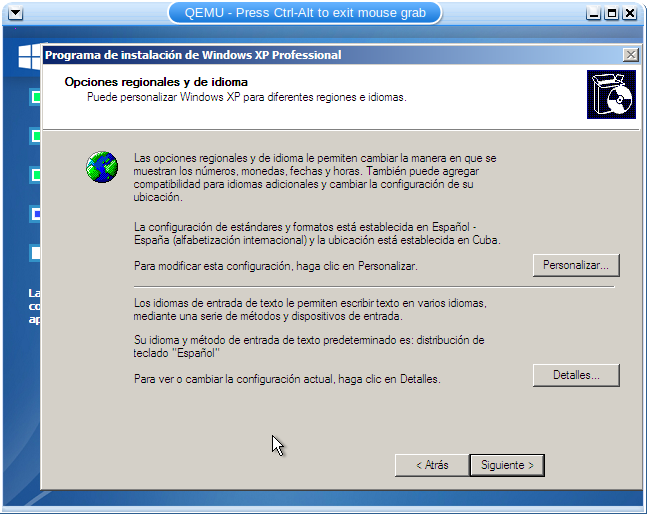 QEMU - Press Ctrl-Alt to exit mouse grab
Programa de instalación de Windows XP Professional
Opciones regionales y de idioma
Puede personalizar Windows XP para diferentes regiones e idiomas.
Las opciones regionales y de idioma le permiten cambiar la manera en que se
muestran los números, monedas, fechas y horas. También puede agregar
compatibilidad para idiomas adicionales y cambiar la configuración de su
ubicación.
La configuración de estándares y formatos está establecida en Español -
España (alfabetización internacional) y la ubicación está establecida en Cuba.
Para modificar esta configuración, haga clic en Personalizar.
Personalizar...
Los idiomas de entrada de texto le permiten escribir texto en varios idiomas,
mediante una serie de métodos y dispositivos de entrada.
Su idioma y método de entrada de texto predeterminado es: distribución de
teclado "Español"
Para ver o cambiar la configuración actual, haga clic en Detalles.
Detalles...
La
co
ap
< Atrás
Siguiente >